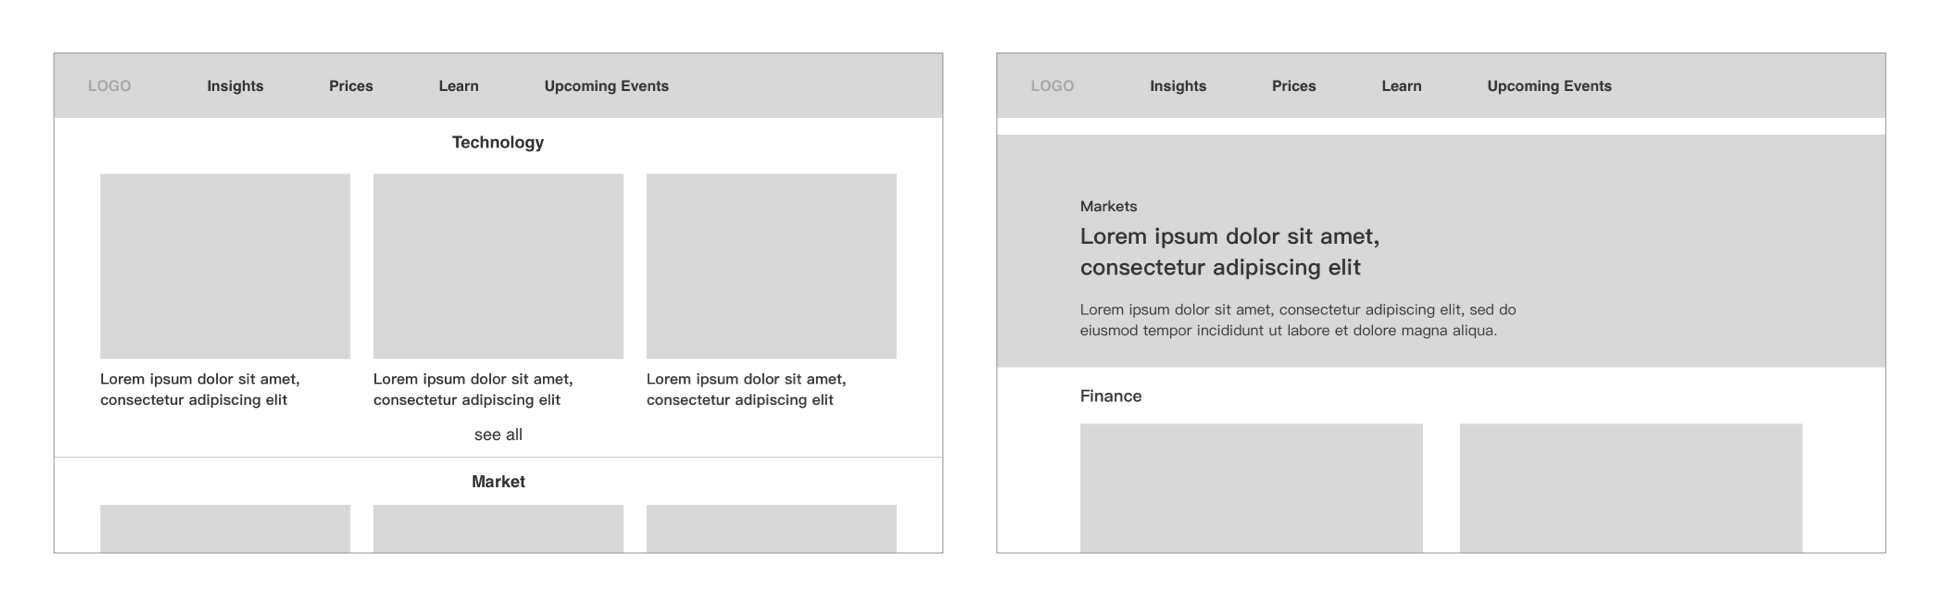 LOGO Insights Prices Learn Upcoming Events
Technology
Lorem ipsum dolor sit amet,
consectetur adipiscing elit
Lorem ipsum dolor sit amet,
consectetur adipiscing elit
Lorem ipsum dolor sit amet,
consectetur adipiscing elit
see all
Market
LOGO Insights Prices Learn Upcoming Events
Markets
Lorem ipsum dolor sit amet,
consectetur adipiscing elit
Lorem ipsum dolor sit amet, consectetur adipiscing elit, sed do
eiusmod tempor incididunt ut labore et dolore magna aliqua.
Finance